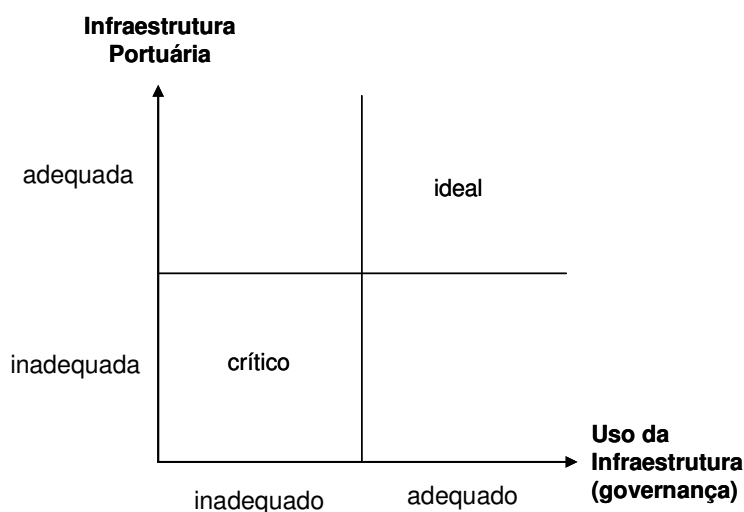 Infraestrutura
Portuária
adequada
ideal
inadequada
crítico
Uso da
Infraestrutura
(governança)
inadequado
adequado